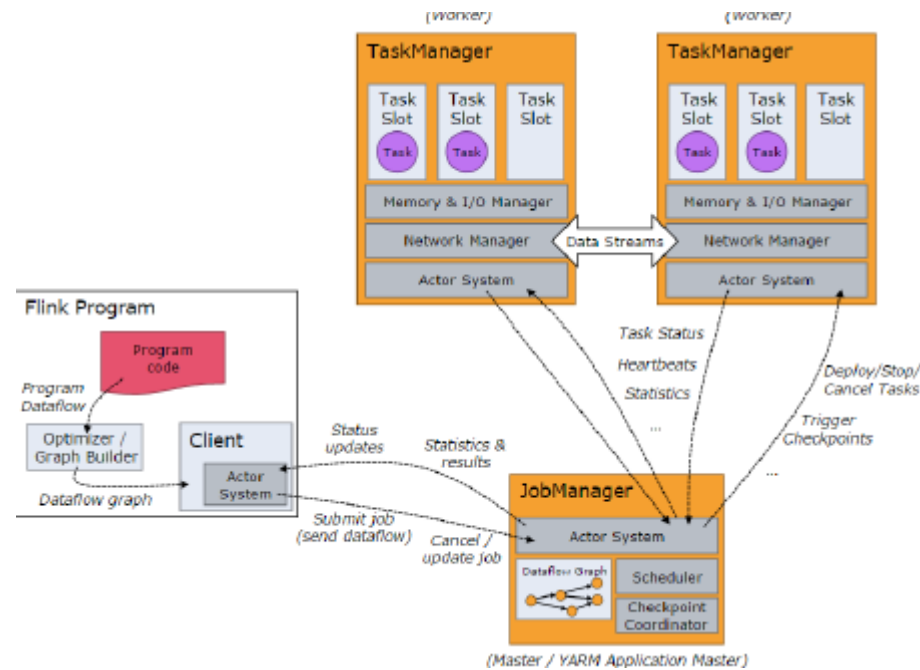 (Worker)
(Worker)
TaskManager
TaskManager
Task
Slot
Task
Slot
Task
Slot
Task
Task
Task
Slot
Task
Slot
Task
Slot
Task
Task
Memory & I/O Manager
Memory & I/O Manager
Network Manager
Data Streams
Network Manager
Actor System
Actor System
Flink Program
Program
code
Program
Dataflow
Optimizer /
Graph Builder
Dataflow graph
Client
Actor
System
Status
updates
Statistics &
results
Submit job
(send dataflow)
Cancel /
update job
Task Status
Heartbeats
Statistics
...
Deploy/Stop/
Cancel Tasks
Trigger
Checkpoints
...
JobManager
Actor System
Dataflow Graph
Scheduler
Checkpoint
Coordinator
(Master / YARM Application Master)